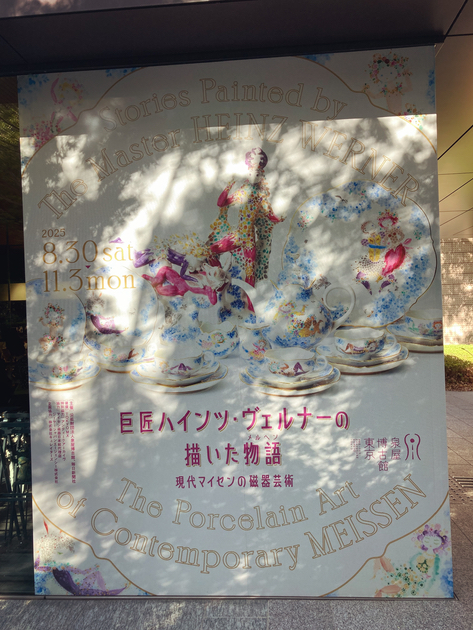 Stories Painted by
The Master HEINZ WERNER
2025
8.30 sat
11.3 mon
巨匠ハインツ・ヴェルナーの
メルヘン
描いた物語
現代マイセンの磁器芸術
泉屋
博古館
東京
The Porcelain Art
of Contemporary MEISSEN